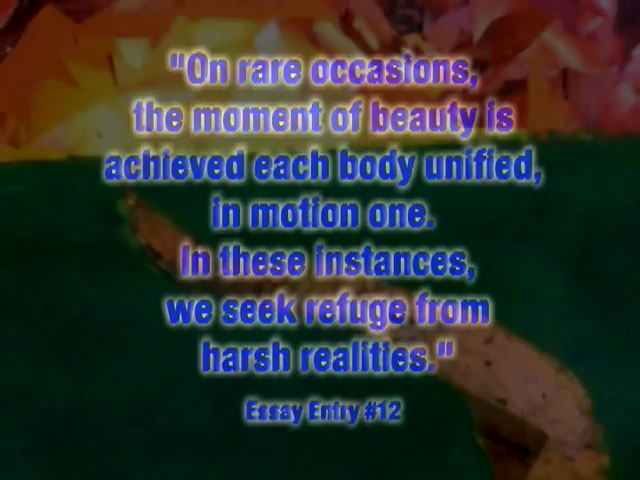 "On rare occasions,
the moment of beauty is
achieved each body unified,
in motion one.
In these instances,
we seek refuge from
harsh realities."
Essay Entry #12